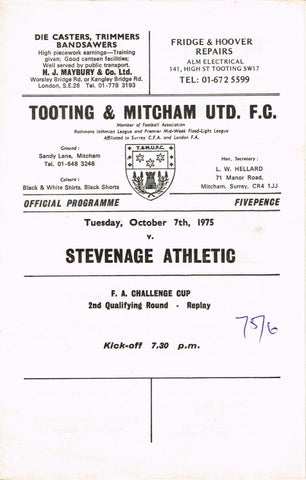 DIE CASTERS, TRIMMERS
BANDSAWERS
High piecework earnings—Training
given; Good canteen facilities;
Well served by public transport.
H. J. MAYBURY & Co. Ltd.
Worsley Bridge Rd. or Kangley Bridge Rd.
London, S.E.26 Tel. 01-778 3193
FRIDGE & HOOVER
REPAIRS
ALM ELECTRICAL
141, HIGH ST TOOTING SW17
TEL: 01-672 5599
TOOTING & MITCHAM UTD. F.C.
Member of Football Association
Rothmans Isthmian League and Premier Mid-Week Flood-Light League
Affiliated to Surrey C.F.A. and London F.A.
Ground :
Sandy Lane, Mitcham
Tel. 01-648 3248
Colours :
Black & White Shirts, Black Shorts
T.& M.U.F.C.
Hon. Secretary :
L. W. HELLARD
71 Manor Road,
Mitcham, Surrey, CR4 1JJ
OFFICIAL PROGRAMME
FIVEPENCE
Tuesday, October 7th, 1975
v.
STEVENAGE ATHLETIC
F. A. CHALLENGE CUP
2nd Qualifying Round - Replay
75/6
Kick-off 7.30 p.m.